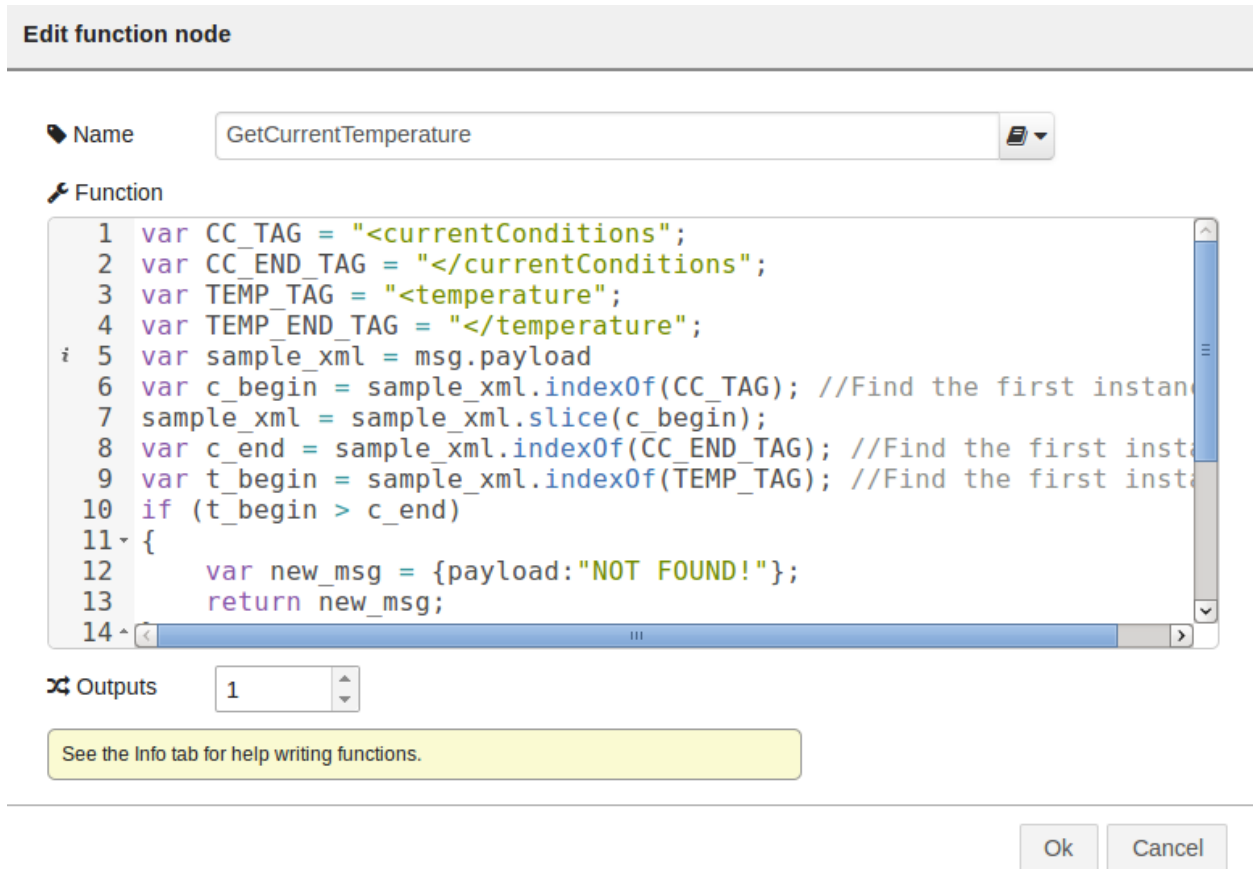 Edit function node
Name GetCurrentTemperature
Function
1 var CC_TAG = "<currentConditions";
2 var CC_END_TAG = "</currentConditions";
3 var TEMP_TAG = "<temperature";
4 var TEMP_END_TAG = "</temperature";
i 5 var sample_xml = msg.payload
6 var c_begin = sample_xml.indexOf(CC_TAG); //Find the first instan
7 sample_xml = sample_xml.slice(c_begin);
8 var c_end = sample_xml.indexOf(CC_END_TAG); //Find the first inst
9 var t_begin = sample_xml.indexOf(TEMP_TAG); //Find the first inst
10 if (t_begin > c_end)
11 {
12 var new_msg = {payload:"NOT FOUND!"};
13 return new_msg;
14
Outputs 1
See the Info tab for help writing functions.
Ok Cancel